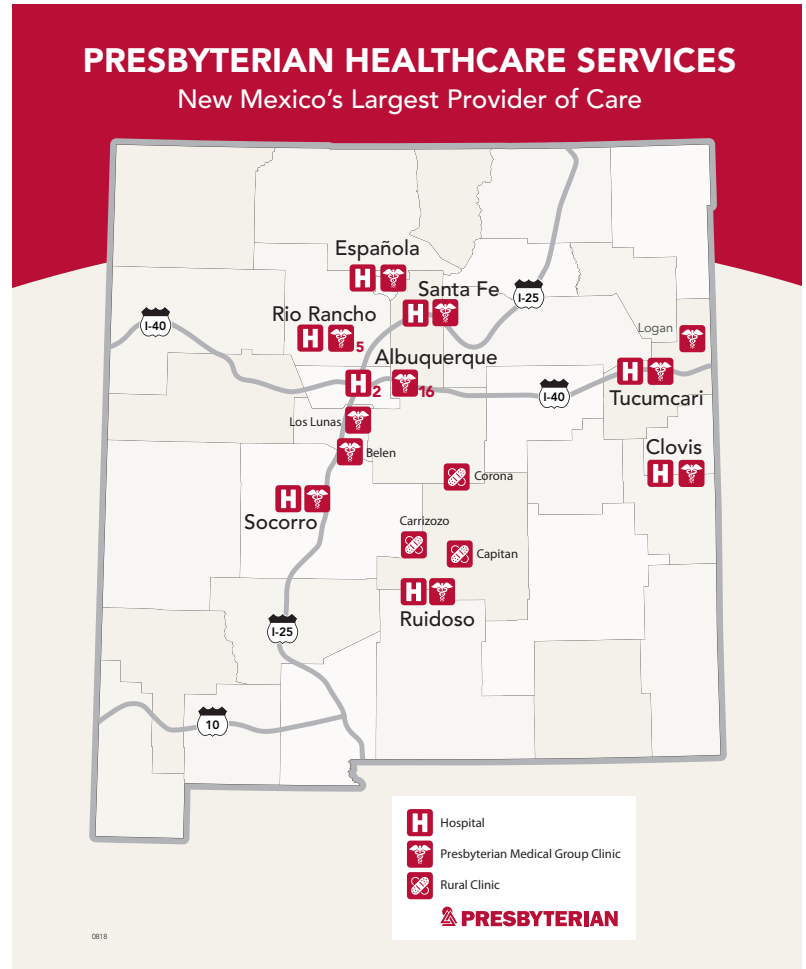 PRESBYTERIAN HEALTHCARE SERVICES
New Mexico's Largest Provider of Care
Española
H
Santa Fe
H
I-25
Rio Rancho
H 5
I-40
Logan
Albuquerque
H 2 16
I-40
H
Tucumcari
Los Lunas
Belen
Clovis
H
Corona
H
Socorro
Carrizozo
Capitan
H
Ruidoso
I-25
10
H Hospital
Presbyterian Medical Group Clinic
Rural Clinic
PRESBYTERIAN
0818